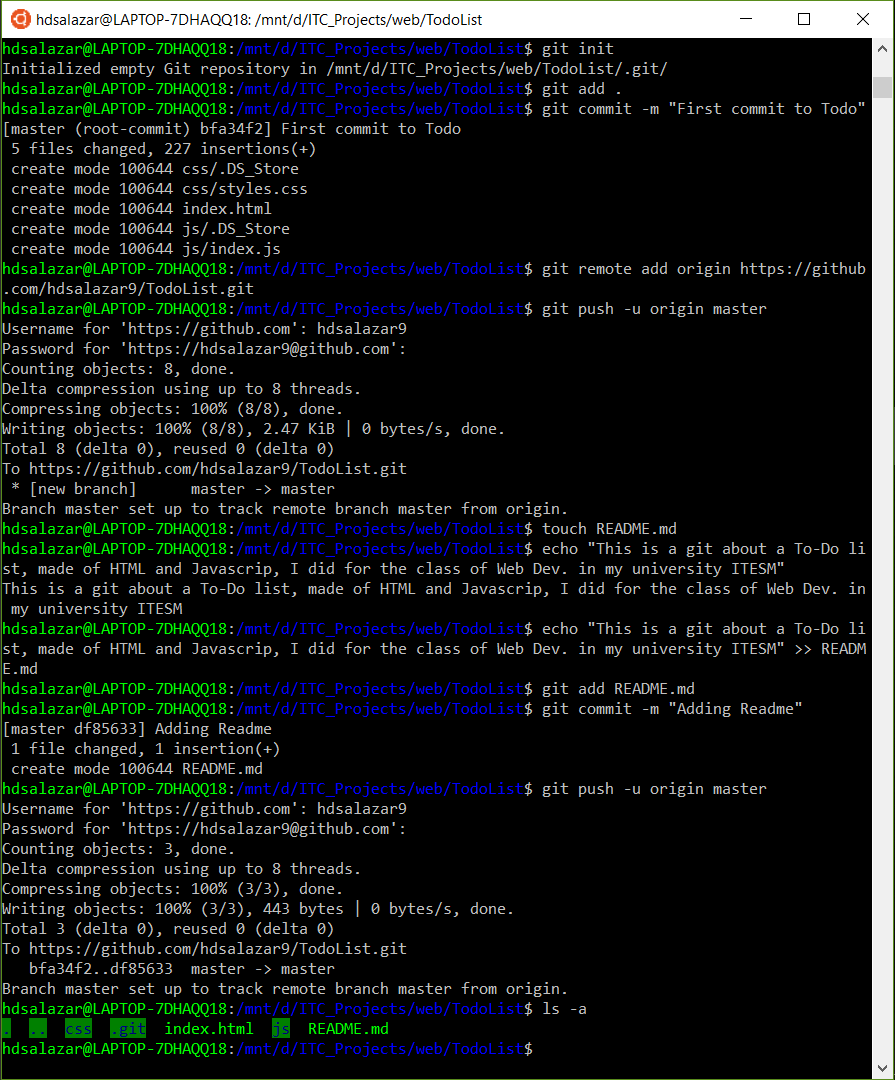 hdsalazar@LAPTOP-7DHAQQ18: /mnt/d/ITC_Projects/web/TodoList
hdsalazar@LAPTOP-7DHAQQ18:/mnt/d/ITC_Projects/web/TodoList$ git init
Initialized empty Git repository in /mnt/d/ITC_Projects/web/TodoList/.git/
hdsalazar@LAPTOP-7DHAQQ18:/mnt/d/ITC_Projects/web/TodoList$ git add .
hdsalazar@LAPTOP-7DHAQQ18:/mnt/d/ITC_Projects/web/TodoList$ git commit -m "First commit to Todo"
[master (root-commit) bfa34f2] First commit to Todo
 5 files changed, 227 insertions(+)
 create mode 100644 css/.DS_Store
 create mode 100644 css/styles.css
 create mode 100644 index.html
 create mode 100644 js/.DS_Store
 create mode 100644 js/index.js
hdsalazar@LAPTOP-7DHAQQ18:/mnt/d/ITC_Projects/web/TodoList$ git remote add origin https://github
.com/hdsalazar9/TodoList.git
hdsalazar@LAPTOP-7DHAQQ18:/mnt/d/ITC_Projects/web/TodoList$ git push -u origin master
Username for 'https://github.com': hdsalazar9
Password for 'https://hdsalazar9@github.com':
Counting objects: 8, done.
Delta compression using up to 8 threads.
Compressing objects: 100% (8/8), done.
Writing objects: 100% (8/8), 2.47 KiB | 0 bytes/s, done.
Total 8 (delta 0), reused 0 (delta 0)
To https://github.com/hdsalazar9/TodoList.git
 * [new branch]      master -> master
Branch master set up to track remote branch master from origin.
hdsalazar@LAPTOP-7DHAQQ18:/mnt/d/ITC_Projects/web/TodoList$ touch README.md
hdsalazar@LAPTOP-7DHAQQ18:/mnt/d/ITC_Projects/web/TodoList$ echo "This is a git about a To-Do li
st, made of HTML and Javascrip, I did for the class of Web Dev. in my university ITESM"
This is a git about a To-Do list, made of HTML and Javascrip, I did for the class of Web Dev. in
 my university ITESM
hdsalazar@LAPTOP-7DHAQQ18:/mnt/d/ITC_Projects/web/TodoList$ echo "This is a git about a To-Do li
st, made of HTML and Javascrip, I did for the class of Web Dev. in my university ITESM" >> READM
E.md
hdsalazar@LAPTOP-7DHAQQ18:/mnt/d/ITC_Projects/web/TodoList$ git add README.md
hdsalazar@LAPTOP-7DHAQQ18:/mnt/d/ITC_Projects/web/TodoList$ git commit -m "Adding Readme"
[master df85633] Adding Readme
 1 file changed, 1 insertion(+)
 create mode 100644 README.md
hdsalazar@LAPTOP-7DHAQQ18:/mnt/d/ITC_Projects/web/TodoList$ git push -u origin master
Username for 'https://github.com': hdsalazar9
Password for 'https://hdsalazar9@github.com':
Counting objects: 3, done.
Delta compression using up to 8 threads.
Compressing objects: 100% (3/3), done.
Writing objects: 100% (3/3), 443 bytes | 0 bytes/s, done.
Total 3 (delta 0), reused 0 (delta 0)
To https://github.com/hdsalazar9/TodoList.git
   bfa34f2..df85633  master -> master
Branch master set up to track remote branch master from origin.
hdsalazar@LAPTOP-7DHAQQ18:/mnt/d/ITC_Projects/web/TodoList$ ls -a
.  ..  css  .git  index.html  js  README.md
hdsalazar@LAPTOP-7DHAQQ18:/mnt/d/ITC_Projects/web/TodoList$